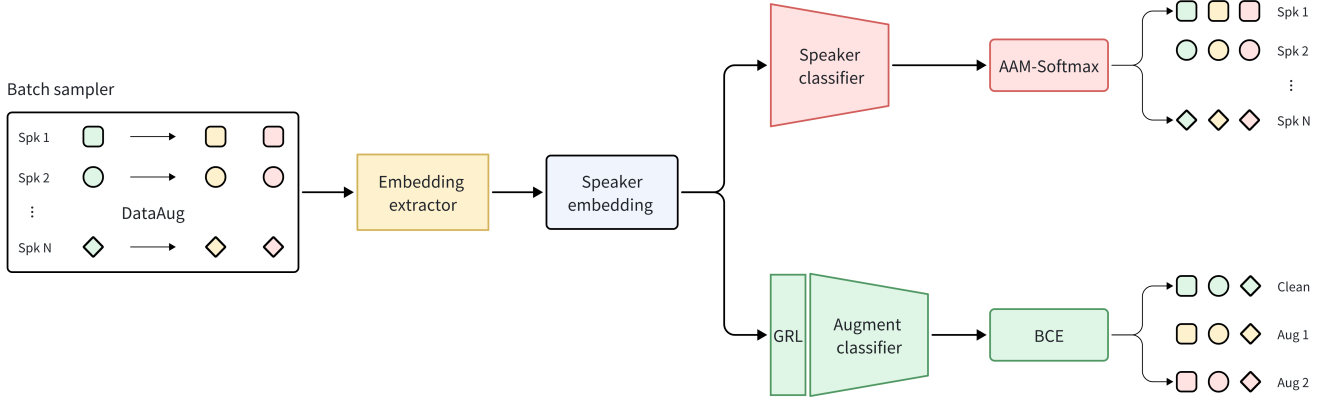 Batch sampler
Spk 1
Spk 2
⋮
DataAug
Spk N
Embedding
extractor
Speaker
embedding
Speaker
classifier
AAM-Softmax
Spk 1
Spk 2
⋮
Spk N
GRL
Augment
classifier
BCE
Clean
Aug 1
Aug 2